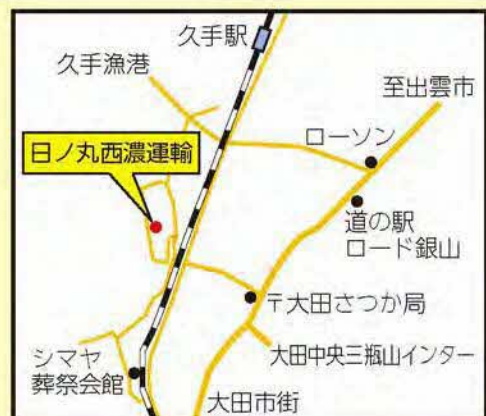 久手駅
久手漁港
至出雲市
ローソン
日ノ丸西濃運輸
道の駅
ロード銀山
〒大田さつか局
大田中央三瓶山インター
シマヤ
葬祭会館
大田市街